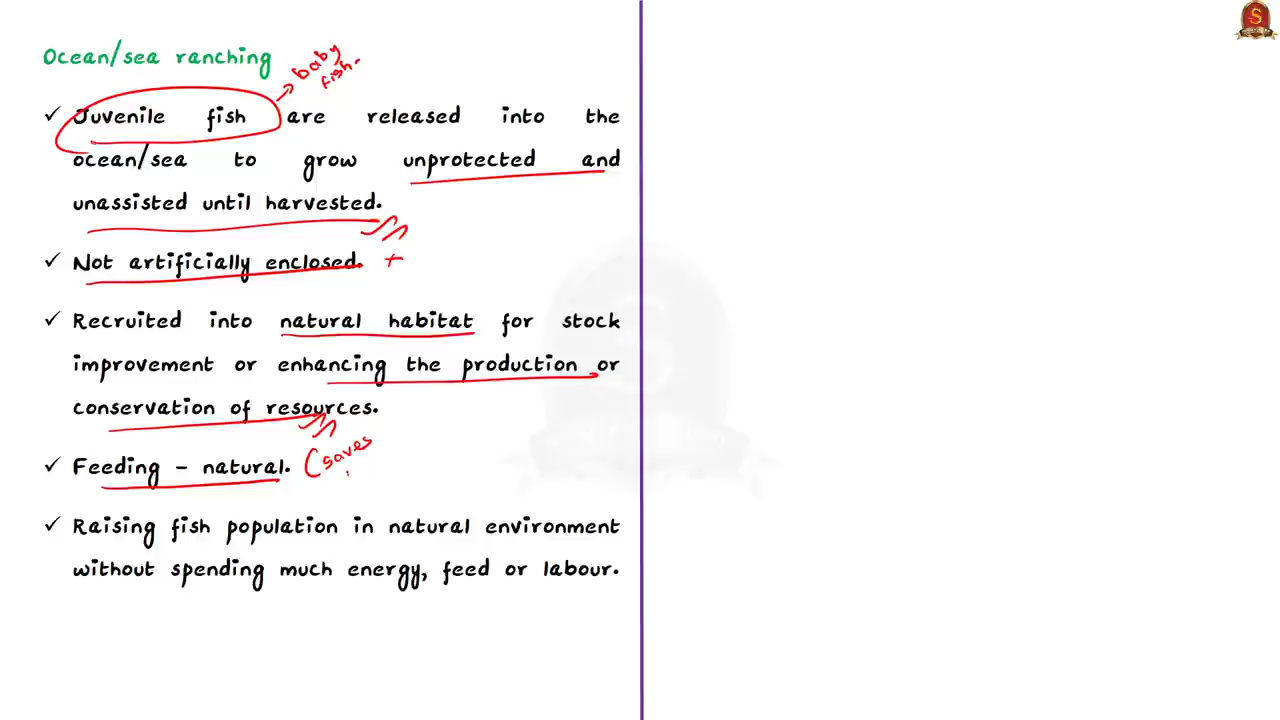 Ocean/sea ranching
baby
fish.
✓ Juvenile fish are released into the
ocean/sea to grow unprotected and
unassisted until harvested.
✓ Not artificially enclosed.
✓ Recruited into natural habitat for stock
improvement or enhancing the production or
conservation of resources.
✓ Feeding - natural. (saves
✓ Raising fish population in natural environment
without spending much energy, feed or labour.
S